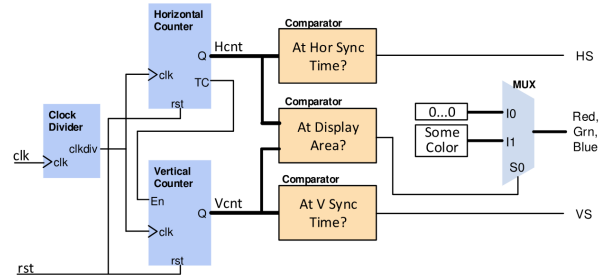 Horizontal
Counter
Q
Hcnt
clk
TC
rst
Comparator
At Hor Sync
Time?
HS
Clock
Divider
clkdiv
clk
clk
Comparator
At Display
Area?
MUX
0...0
I0
Some
Color
I1
S0
Red,
Grn,
Blue
Vertical
Counter
En
Q
Vcnt
clk
rst
Comparator
At V Sync
Time?
VS
rst